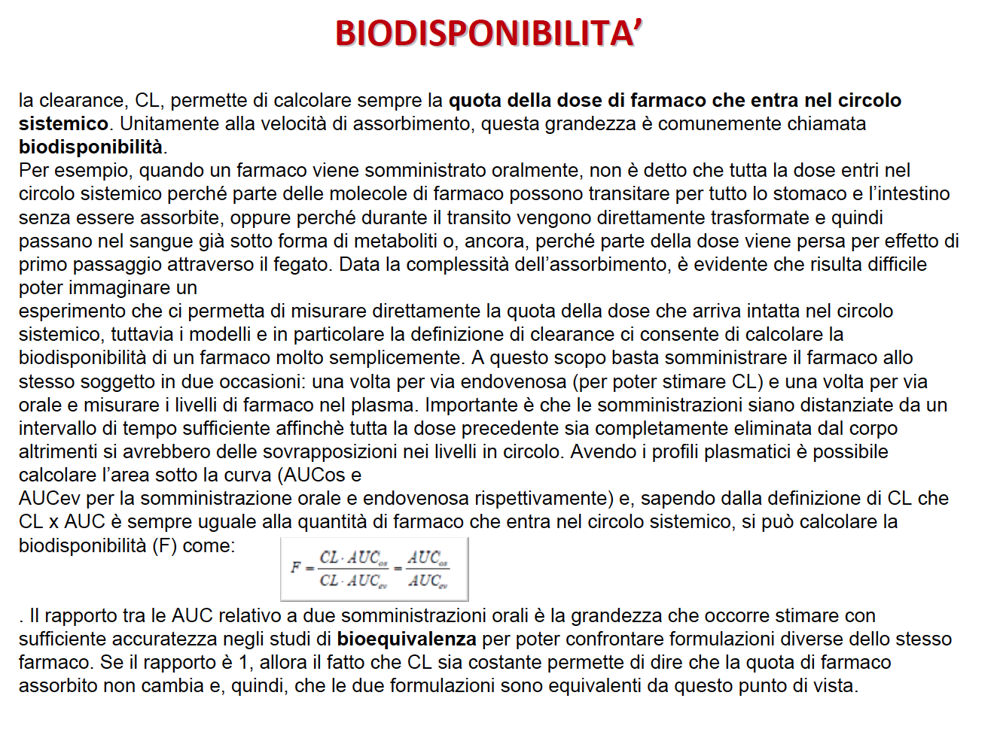 BIODISPONIBILITA’
la clearance, CL, permette di calcolare sempre la quota della dose di farmaco che entra nel circolo
sistemico. Unitamente alla velocità di assorbimento, questa grandezza è comunemente chiamata
biodisponibilità.
Per esempio, quando un farmaco viene somministrato oralmente, non è detto che tutta la dose entri nel
circolo sistemico perché parte delle molecole di farmaco possono transitare per tutto lo stomaco e l’intestino
senza essere assorbite, oppure perché durante il transito vengono direttamente trasformate e quindi
passano nel sangue già sotto forma di metaboliti o, ancora, perché parte della dose viene persa per effetto di
primo passaggio attraverso il fegato. Data la complessità dell’assorbimento, è evidente che risulta difficile
poter immaginare un
esperimento che ci permetta di misurare direttamente la quota della dose che arriva intatta nel circolo
sistemico, tuttavia i modelli e in particolare la definizione di clearance ci consente di calcolare la
biodisponibilità di un farmaco molto semplicemente. A questo scopo basta somministrare il farmaco allo
stesso soggetto in due occasioni: una volta per via endovenosa (per poter stimare CL) e una volta per via
orale e misurare i livelli di farmaco nel plasma. Importante è che le somministrazioni siano distanziate da un
intervallo di tempo sufficiente affinchè tutta la dose precedente sia completamente eliminata dal corpo
altrimenti si avrebbero delle sovrapposizioni nei livelli in circolo. Avendo i profili plasmatici è possibile
calcolare l’area sotto la curva (AUCos e
AUCev per la somministrazione orale e endovenosa rispettivamente) e, sapendo dalla definizione di CL che
CL x AUC è sempre uguale alla quantità di farmaco che entra nel circolo sistemico, si può calcolare la
biodisponibilità (F) come:
F = CL · AUCos / CL · AUCev = AUCos / AUCev
. Il rapporto tra le AUC relativo a due somministrazioni orali è la grandezza che occorre stimare con
sufficiente accuratezza negli studi di bioequivalenza per poter confrontare formulazioni diverse dello stesso
farmaco. Se il rapporto è 1, allora il fatto che CL sia costante permette di dire che la quota di farmaco
assorbito non cambia e, quindi, che le due formulazioni sono equivalenti da questo punto di vista.